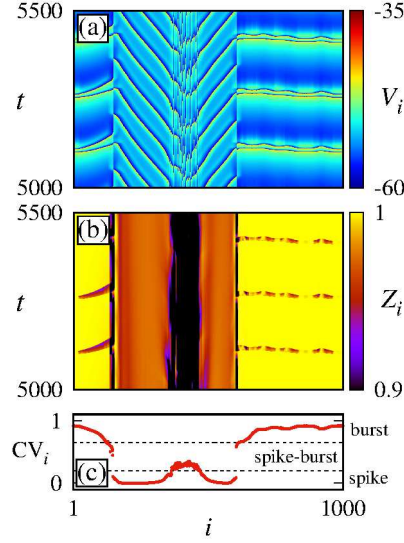 5500
(a)
-35
t
V_i
5000
-60
5500
(b)
1
t
Z_i
5000
0.9
1
burst
CV_i
spike-burst
0
(c)
spike
1
i
1000